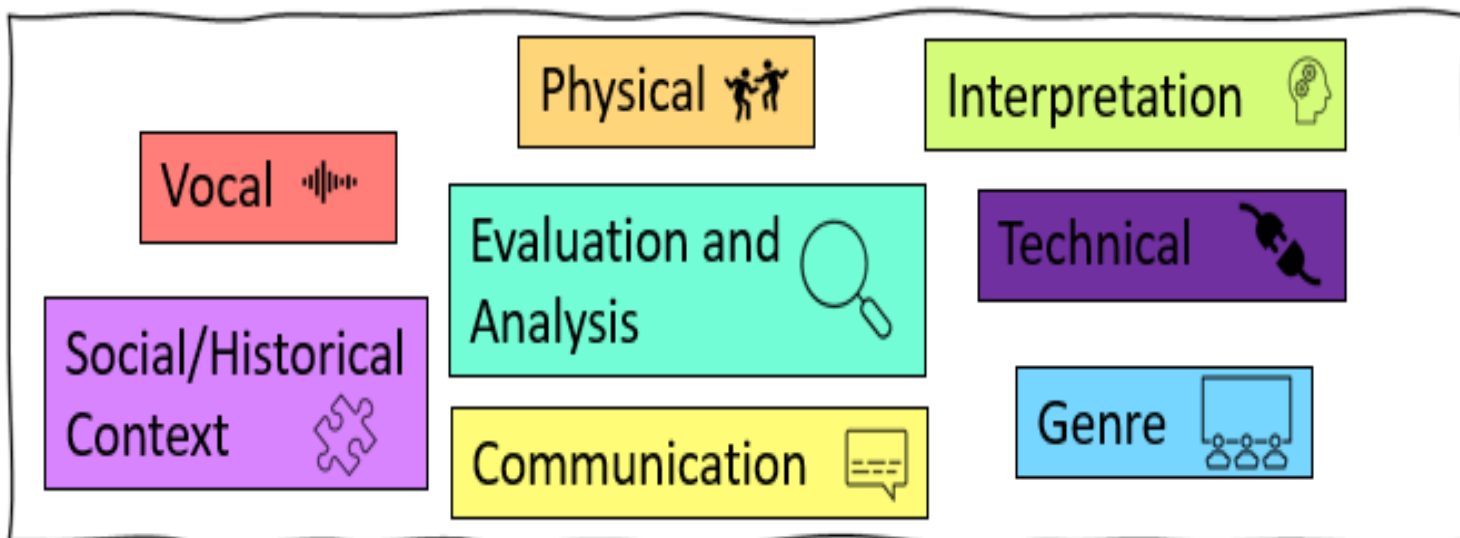 Physical
Interpretation
Vocal
Evaluation and
Analysis
Technical
Social/Historical
Context
Communication
Genre